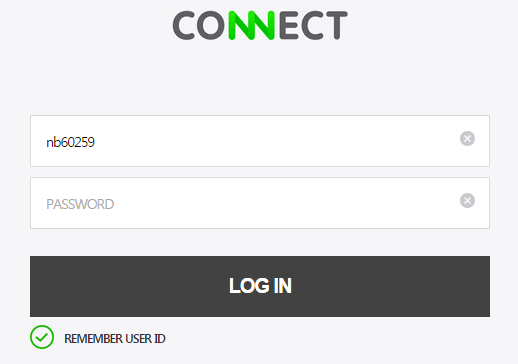 CONNECT
nb60259
PASSWORD
LOG IN
REMEMBER USER ID